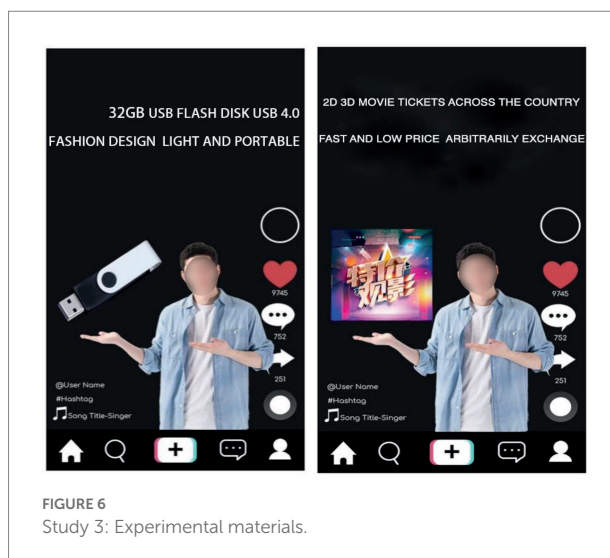 32GB USB FLASH DISK USB 4.0
FASHION DESIGN LIGHT AND PORTABLE
9745
752
251
@User Name
#Hashtag
Song Title-Singer
2D 3D MOVIE TICKETS ACROSS THE COUNTRY
FAST AND LOW PRICE ARBITRARILY EXCHANGE
特价
观影
9745
752
251
@User Name
#Hashtag
Song Title-Singer
FIGURE 6
Study 3: Experimental materials.